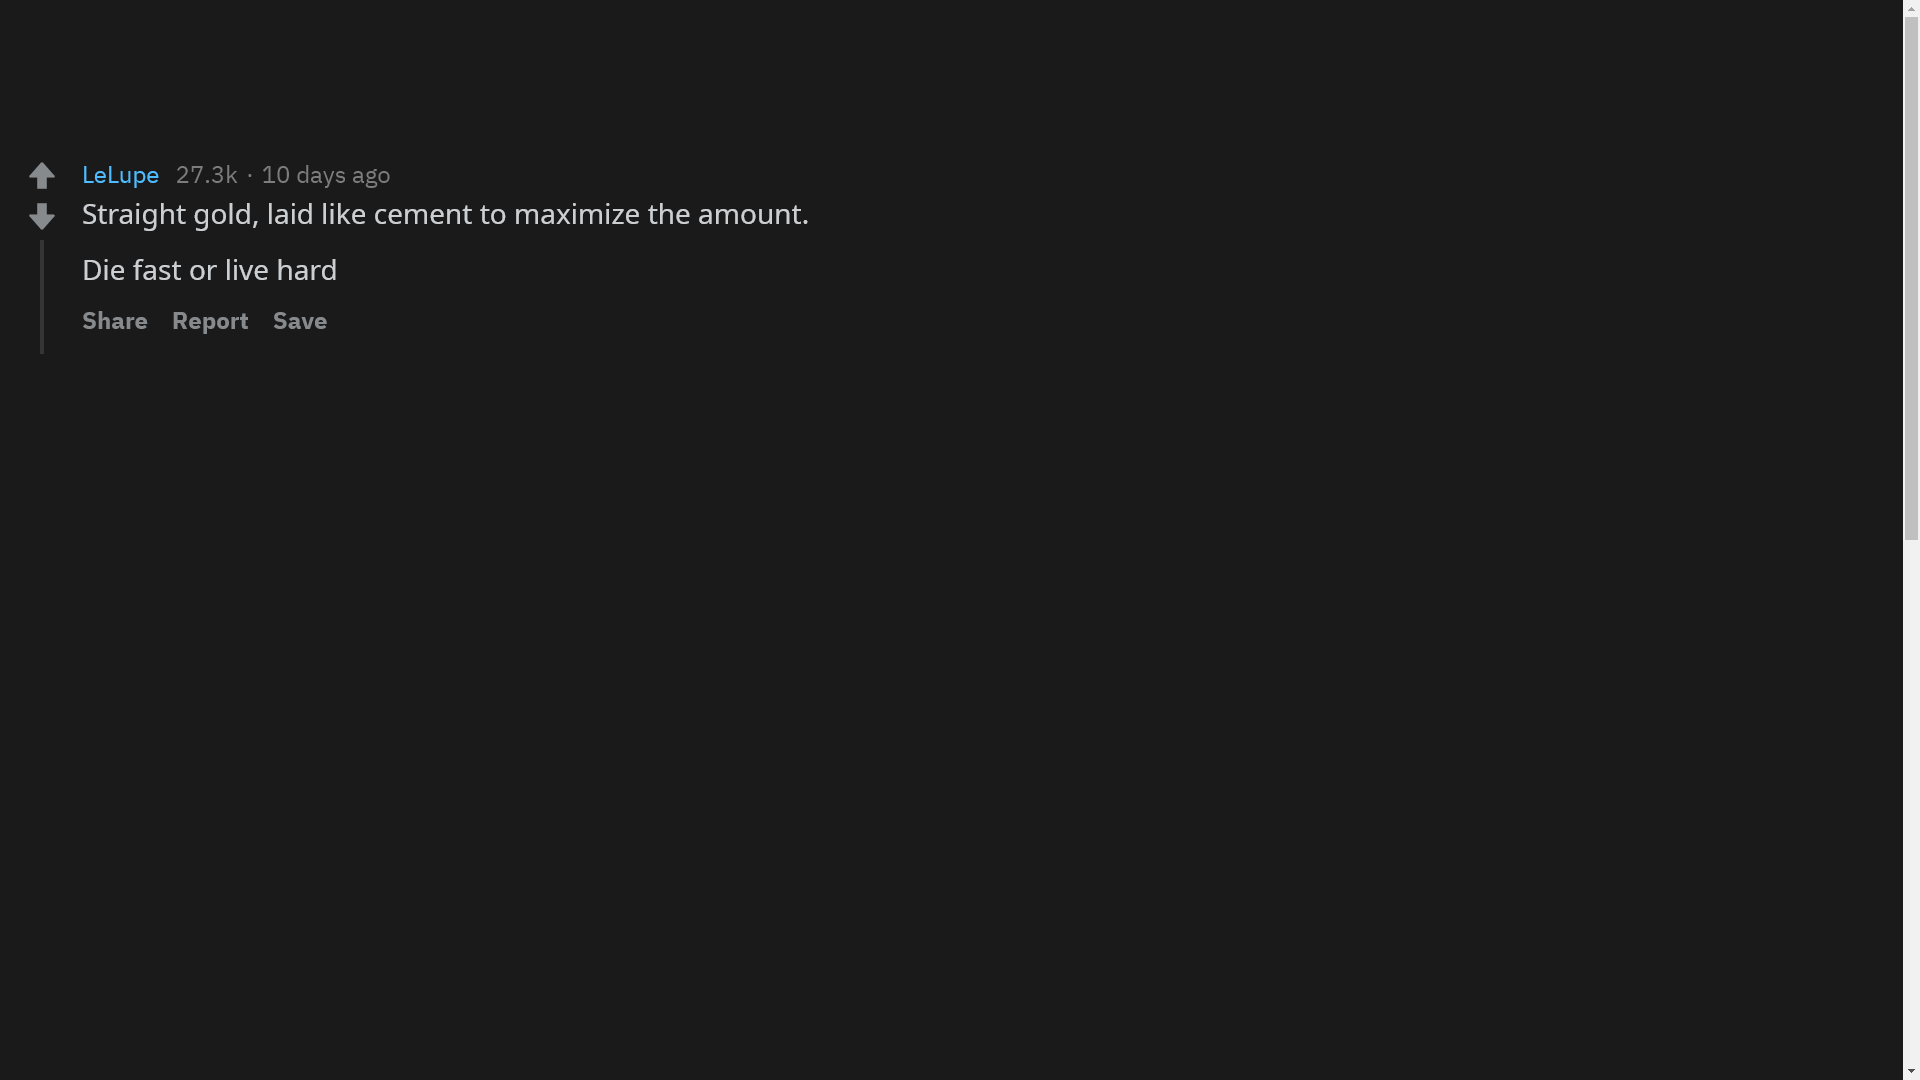 LeLupe 27.3k · 10 days ago
Straight gold, laid like cement to maximize the amount.
Die fast or live hard
Share Report Save